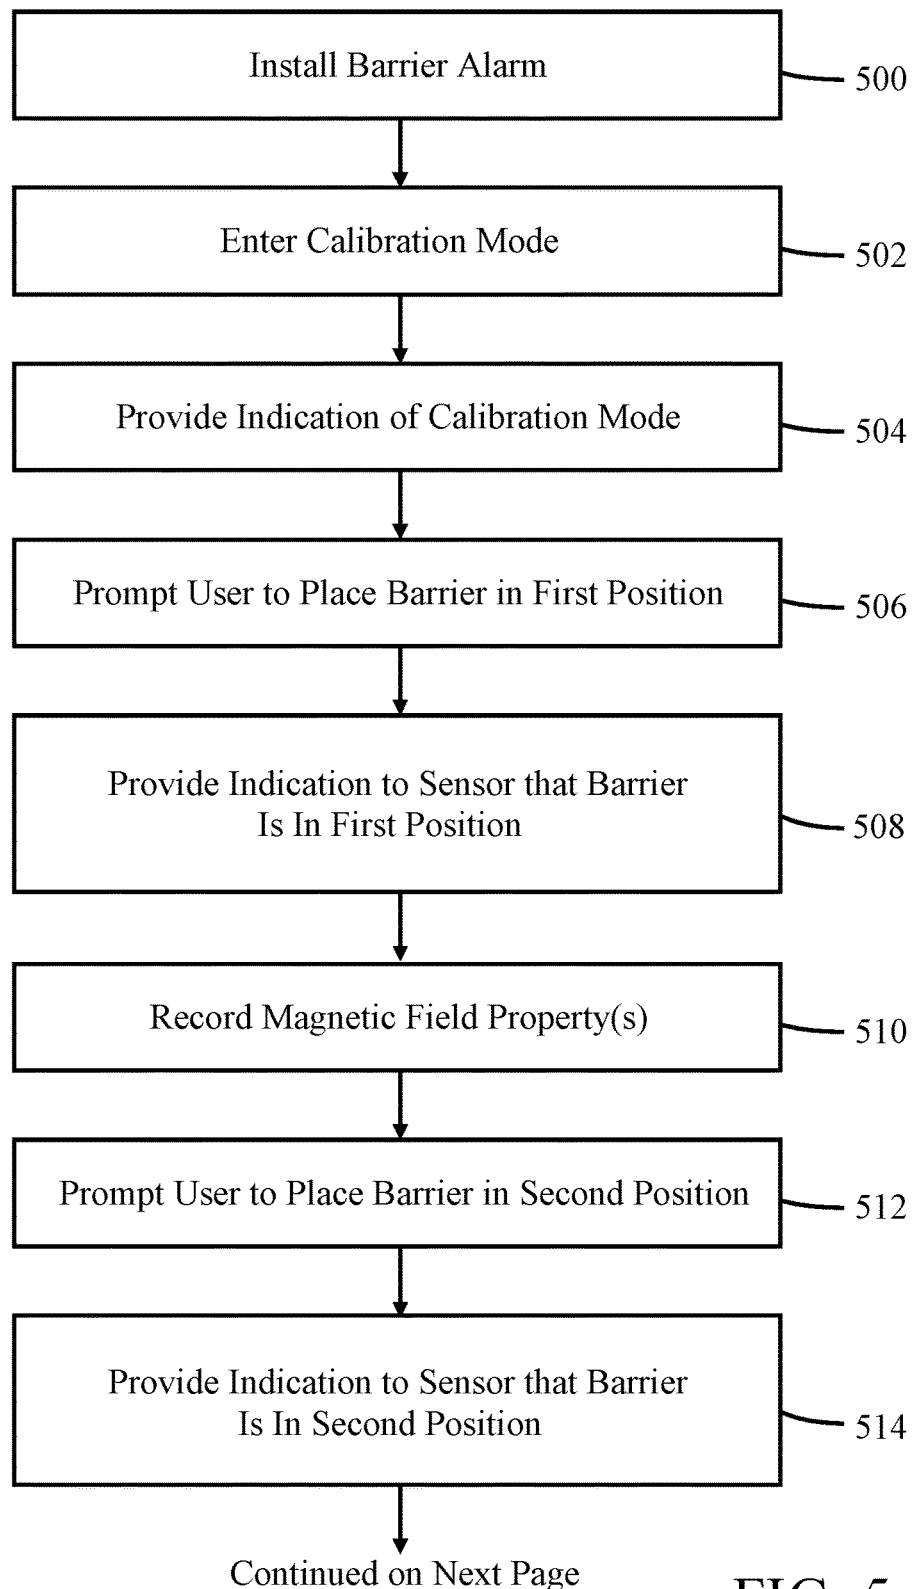 Install Barrier Alarm
500
Enter Calibration Mode
502
Provide Indication of Calibration Mode
504
Prompt User to Place Barrier in First Position
506
Provide Indication to Sensor that Barrier
Is In First Position
508
Record Magnetic Field Property(s)
510
Prompt User to Place Barrier in Second Position
512
Provide Indication to Sensor that Barrier
Is In Second Position
514
Continued on Next Page
FIG. 5